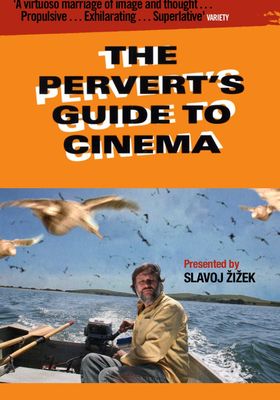 'A virtuoso marriage of image and thought . . .
Propulsive . . . Exhilarating . . . Superlative' VARIETY
THE
PERVERT'S
GUIDE TO
CINEMA
Presented by
SLAVOJ ŽIŽEK